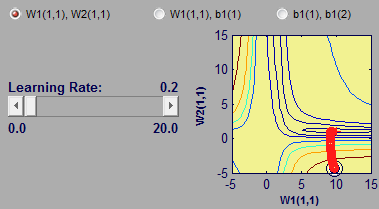 W1(1,1), W2(1,1) W1(1,1), b1(1) b1(1), b1(2)
Learning Rate: 0.2
0.0 20.0
15
10
5
0
-5
W2(1,1)
-5 0 5 10 15
W1(1,1)